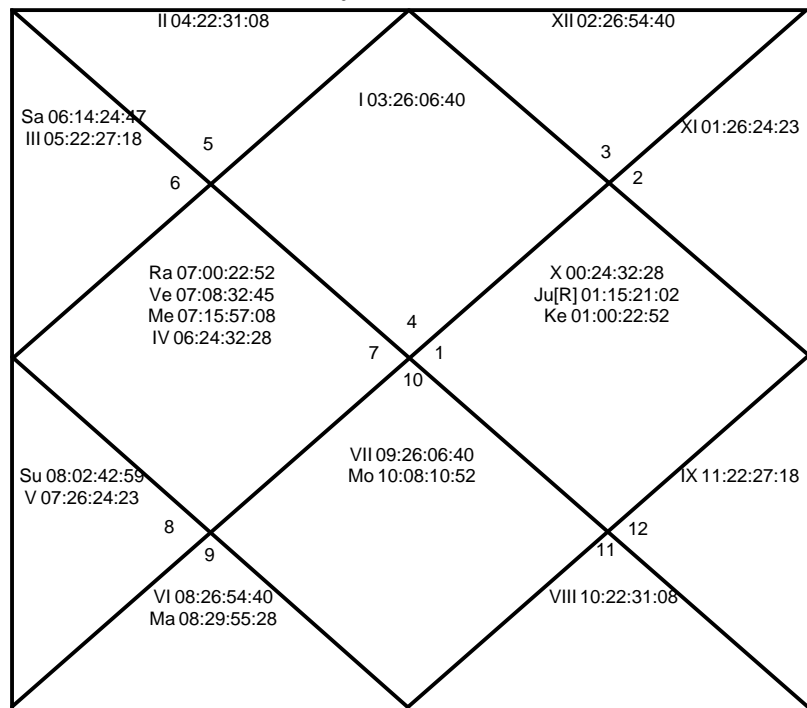 II 04:22:31:08
XII 02:26:54:40
I 03:26:06:40
Sa 06:14:24:47
III 05:22:27:18
XI 01:26:24:23
5
3
6
2
Ra 07:00:22:52
Ve 07:08:32:45
Me 07:15:57:08
IV 06:24:32:28
X 00:24:32:28
Ju[R] 01:15:21:02
Ke 01:00:22:52
4
7
1
10
VII 09:26:06:40
Mo 10:08:10:52
Su 08:02:42:59
V 07:26:24:23
IX 11:22:27:18
8
12
9
11
VI 08:26:54:40
Ma 08:29:55:28
VIII 10:22:31:08